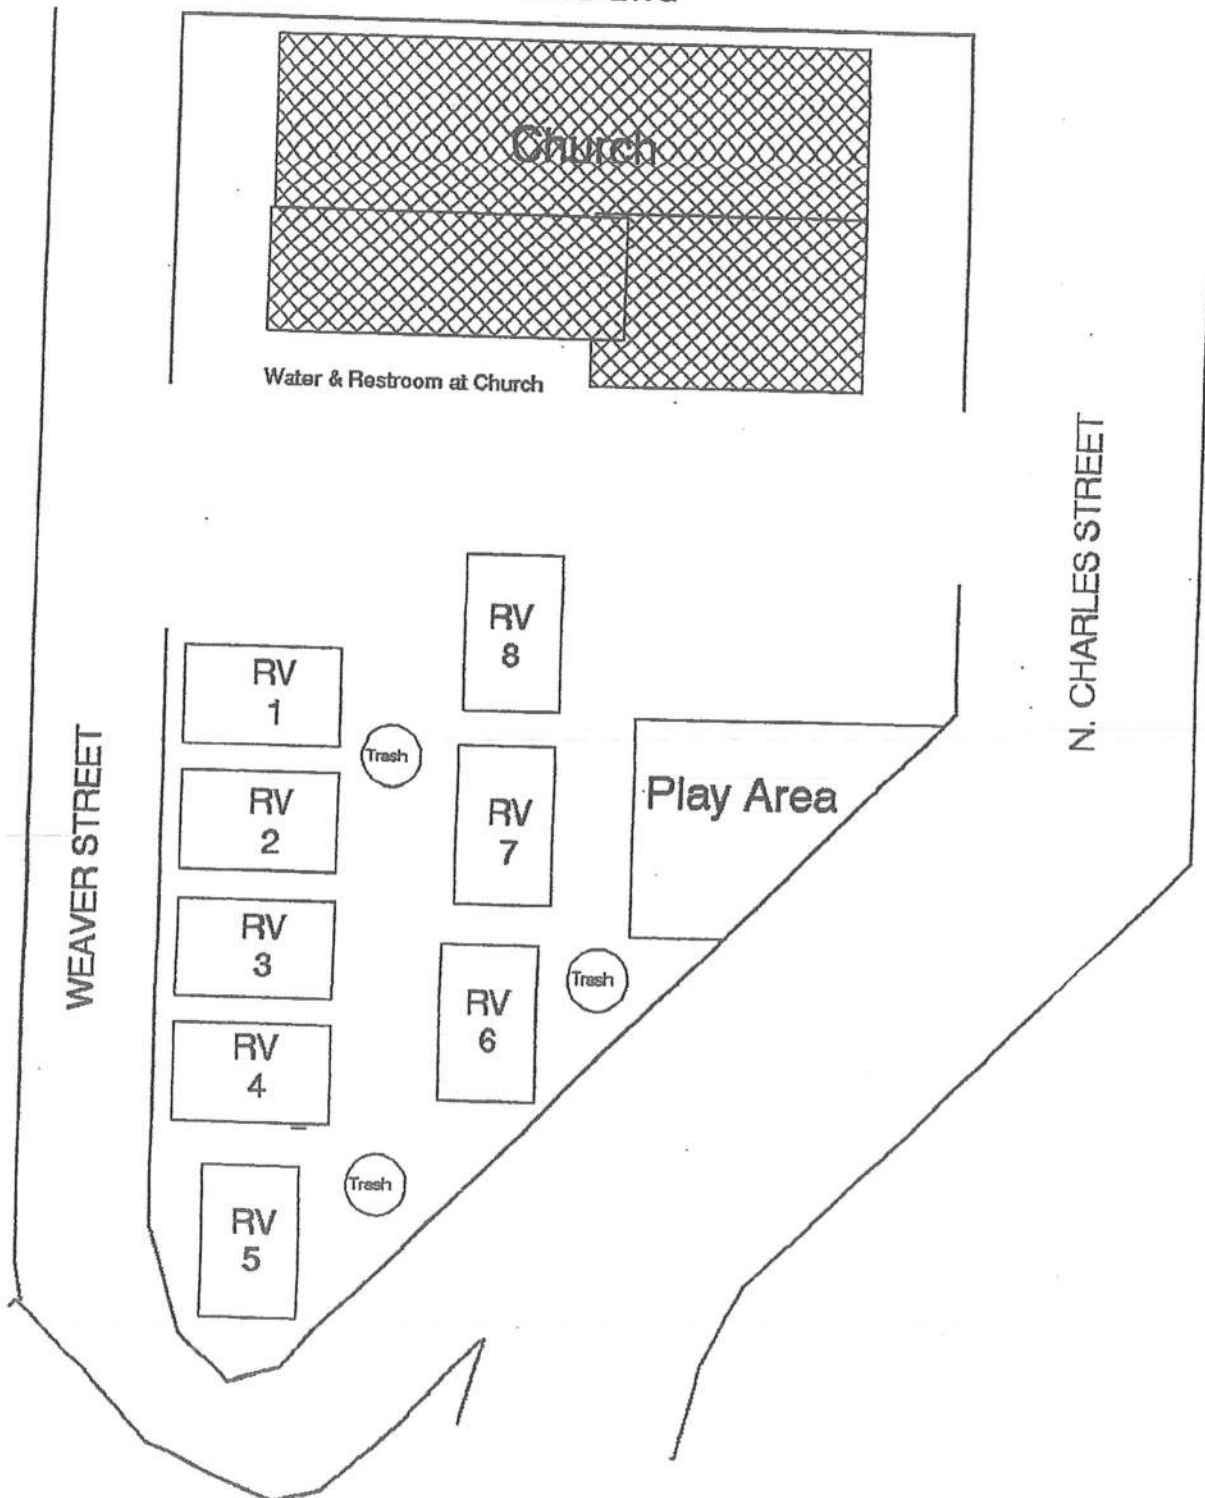 Church
Water & Restroom at Church
N. CHARLES STREET
WEAVER STREET
RV
8
RV
1
Trash
RV
2
RV
7
Play Area
RV
3
RV
6
Trash
RV
4
Trash
RV
5